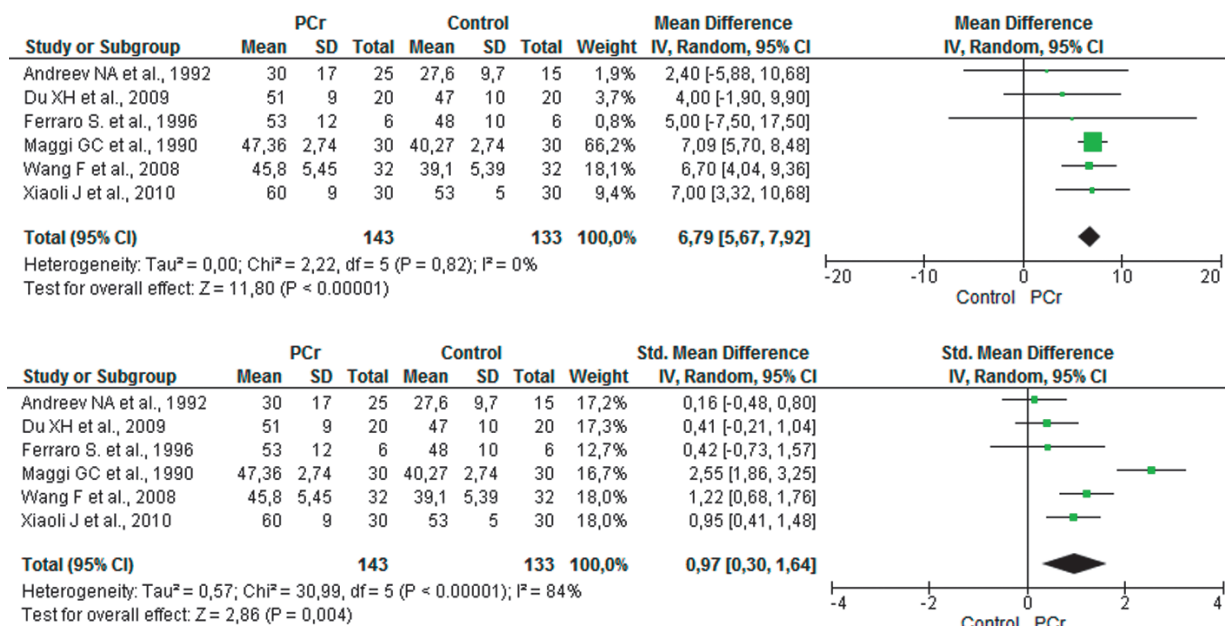 PCr Control Mean Difference Mean Difference
Study or Subgroup Mean SD Total Mean SD Total Weight IV, Random, 95% CI IV, Random, 95% CI
Andreev NA et al., 1992 30 17 25 27,6 9,7 15 1,9% 2,40 [-5,88, 10,68]
Du XH et al., 2009 51 9 20 47 10 20 3,7% 4,00 [-1,90, 9,90]
Ferraro S. et al., 1996 53 12 6 48 10 6 0,8% 5,00 [-7,50, 17,50]
Maggi GC et al., 1990 47,36 2,74 30 40,27 2,74 30 66,2% 7,09 [5,70, 8,48]
Wang F et al., 2008 45,8 5,45 32 39,1 5,39 32 18,1% 6,70 [4,04, 9,36]
Xiaoli J et al., 2010 60 9 30 53 5 30 9,4% 7,00 [3,32, 10,68]
Total (95% CI) 143 133 100,0% 6,79 [5,67, 7,92]
Heterogeneity: Tau² = 0,00; Chi² = 2,22, df = 5 (P = 0,82); I² = 0%
Test for overall effect: Z = 11,80 (P < 0.00001)
-20 -10 0 10 20
Control PCr
PCr Control Std. Mean Difference Std. Mean Difference
Study or Subgroup Mean SD Total Mean SD Total Weight IV, Random, 95% CI IV, Random, 95% CI
Andreev NA et al., 1992 30 17 25 27,6 9,7 15 17,2% 0,16 [-0,48, 0,80]
Du XH et al., 2009 51 9 20 47 10 20 17,3% 0,41 [-0,21, 1,04]
Ferraro S. et al., 1996 53 12 6 48 10 6 12,7% 0,42 [-0,73, 1,57]
Maggi GC et al., 1990 47,36 2,74 30 40,27 2,74 30 16,7% 2,55 [1,86, 3,25]
Wang F et al., 2008 45,8 5,45 32 39,1 5,39 32 18,0% 1,22 [0,68, 1,76]
Xiaoli J et al., 2010 60 9 30 53 5 30 18,0% 0,95 [0,41, 1,48]
Total (95% CI) 143 133 100,0% 0,97 [0,30, 1,64]
Heterogeneity: Tau² = 0,57; Chi² = 30,99, df = 5 (P < 0.00001); I² = 84%
Test for overall effect: Z = 2,86 (P = 0,004)
-4 -2 0 2 4
Control PCr